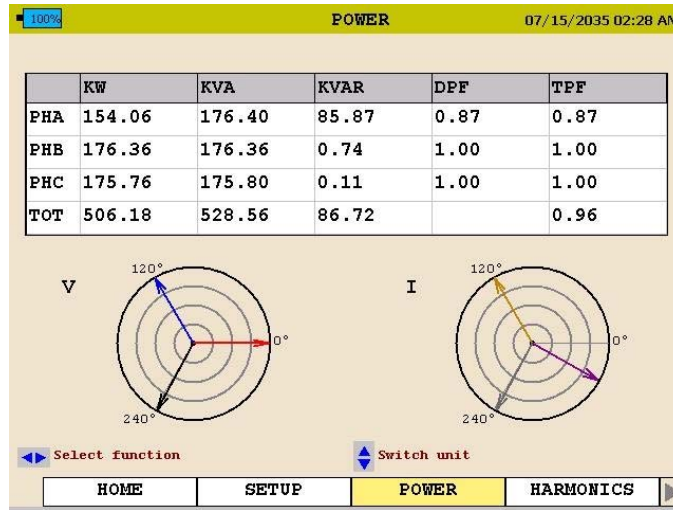 100% POWER 07/15/2035 02:28 AM
KW KVA KVAR DPF TPF
PHA 154.06 176.40 85.87 0.87 0.87
PHB 176.36 176.36 0.74 1.00 1.00
PHC 175.76 175.80 0.11 1.00 1.00
TOT 506.18 528.56 86.72 0.96
120° 120°
V I
0° 0°
240° 240°
Select function Switch unit
HOME SETUP POWER HARMONICS